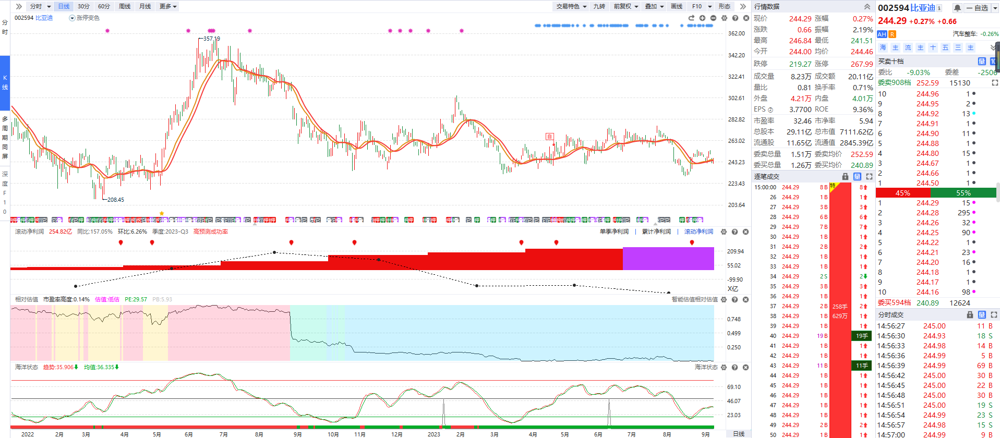 分时 日线 30分 60分 周线 月线 更多 交易特色 九转 前复权 叠加 画线 F10 形态
002594 比亚迪 涨停变色
分时
K线
多周期同屏
深度F10
357.19
208.45
362.00
342.20
322.41
302.61
282.82
263.02
243.23
223.43
203.64
滚动净利润 254.82亿 同比:157.05% 环比:6.26% 季度:2023-Q3 高预测成功率 单季净利润 | 累计净利润 | 滚动净利润
209.94
55.02
-99.90
X亿
相对估值 市盈率高度:0.14% 估值:低估 PE:29.57 PB:5.93 智能估值相对估值
0.748
0.499
0.250
海洋状态 趋势:35.906 均值:36.335 海洋状态
69.10
46.07
23.03
2022 2月 3月 4月 5月 6月 7月 8月 9月 10月 11月 12月 2023 2月 3月 4月 5月 6月 7月 8月 9月 日线
行情数据
现价 244.29 涨幅 0.27%
涨跌 0.66 振幅 2.19%
最高 246.84 最低 241.51
今开 244.00 均价 244.46
跌停 219.27 涨停 267.99
成交量 8.23万 成交额 20.11亿
量比 0.81 换手率 0.71%
外盘 4.21万 内盘 4.01万
EPS ② 3.7700 ROE 9.36%
市盈率 32.46 市净率 5.94
总股本 29.11亿 总市值 7111.62亿
流通股 11.65亿 流通值 2845.39亿
委卖总量 1.51万 委卖均价 252.59
委买总量 1.26万 委买均价 240.89
逐笔成交 量
15:00:00 244.29 8 B 特 8
26 244.29 1 B 1
27 244.29 3 B 3
28 244.29 6 B 6
29 244.29 7 B 7
30 244.29 1 B 1
31 244.29 2 B 2
32 244.29 1 B 1
33 244.29 1 B 1
34 244.29 2 S 2
35 244.29 3 B 3
36 244.29 1 B 1
37 244.29 2 B 258手 2
38 244.29 1 B 629万 1
39 244.29 1 B 1
40 244.29 19 B 19手
41 244.29 1 B 1
42 244.29 1 B 1
43 244.29 11 B 11手
44 244.29 1 B 1
45 244.29 1 B 1
46 244.29 1 B 1
47 244.29 1 B 1
48 244.29 1 B 1
49 244.29 2 B 2
50 244.29 1 B 1
002594 比亚迪 自选
244.29 +0.27% +0.66
AH R 汽车整车: -0.26%
海 主 流 主 十 五 三 主
买卖十档 量
委比 -9.03% 委差 -2506
委卖908档 252.59 15130
10 244.96 1
9 244.95 2
8 244.92 13
7 244.91 1
6 244.90 11
5 244.88 1
4 244.80 15
3 244.67 1
2 244.66 1
1 244.50 1
45% 55%
1 244.29 15
2 244.28 295
3 244.26 32
4 244.25 90
5 244.22 1
6 244.21 23
7 244.20 16
8 244.18 1
9 244.17 1
10 244.16 98
委买594档 240.89 12624
分时成交 量
14:56:27 245.00 11 B
14:56:30 244.93 18 S
14:56:33 244.98 14 B
14:56:36 244.99 5 B
14:56:39 244.99 69 B
14:56:42 245.00 30 B
14:56:45 245.00 22 B
14:56:48 245.00 30 B
14:56:51 245.00 19 S
14:56:54 244.99 23 S
14:56:57 244.98 15 S
14:57:00 244.99 9 B